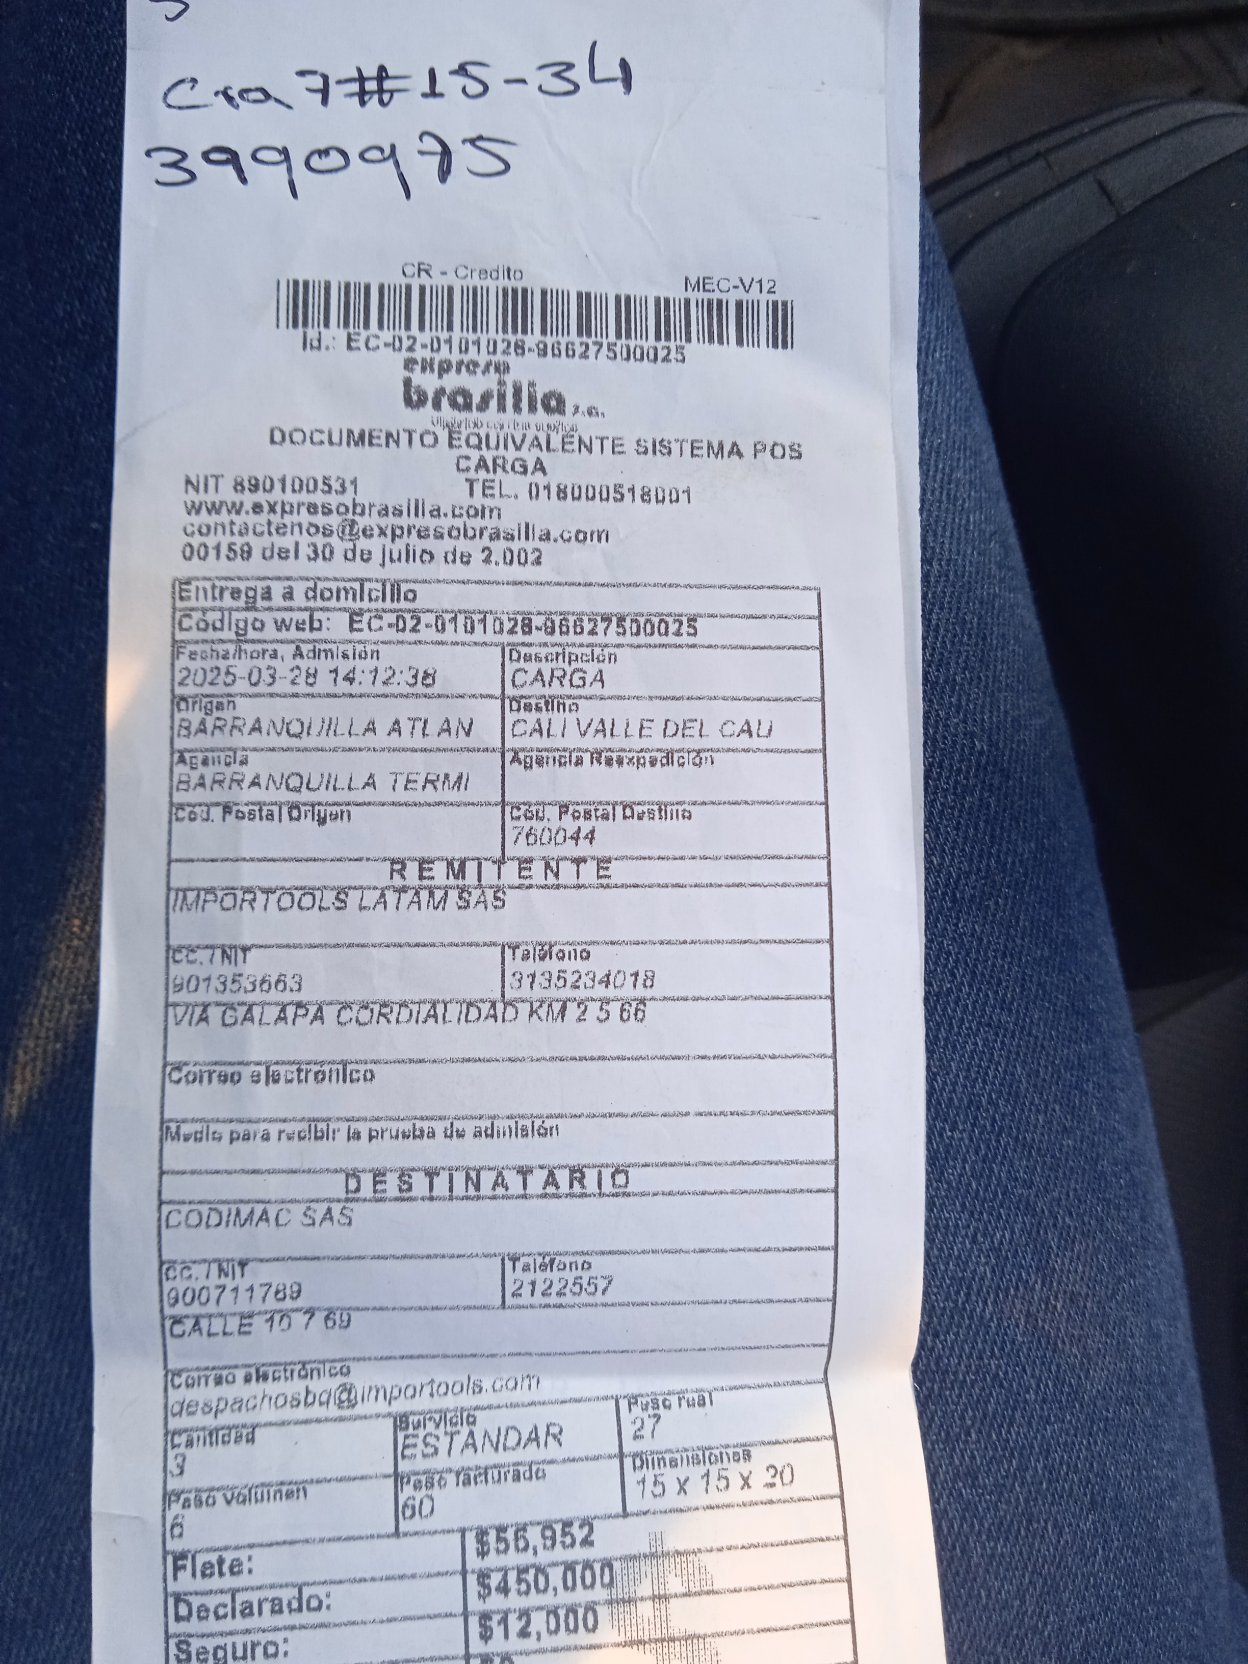 Cra 7 # 15-34
3990975
CR - Credito
MEC-V12
Id.: EC-02-0101028-96627500025
expreso
brasilia s.a.
DOCUMENTO EQUIVALENTE SISTEMA POS
CARGA
NIT 890100531 TEL. 018000518001
www.expresobrasilia.com
contactenos@expresobrasilia.com
00159 del 30 de julio de 2.002
Entrega a domicilio
Código web: EC-02-0101028-96627500025
Fecha/hora, Admisión Descripción
2025-03-28 14:12:38 CARGA
Origen Destino
BARRANQUILLA ATLAN CALI VALLE DEL CAU
Agencia Agencia Reexpedición
BARRANQUILLA TERMI
Cód. Postal Origen Cód. Postal Destino
760044
REMITENTE
IMPORTOOLS LATAM SAS
CC. / NIT Teléfono
901353663 3135234018
VIA GALAPA CORDIALIDAD KM 2 5 66
Correo electrónico
Medio para recibir la prueba de admisión
DESTINATARIO
CODIMAC SAS
CC. / NIT Teléfono
900711769 2122557
CALLE 15 7 69
Correo electrónico
despachosbq@importools.com
Cantidad Servicio Peso real
3 ESTANDAR 27
Peso volumen Peso facturado Dimensiones
6 60 15 x 15 x 20
Flete: $56,952
Declarado: $450,000
Seguro: $12,000